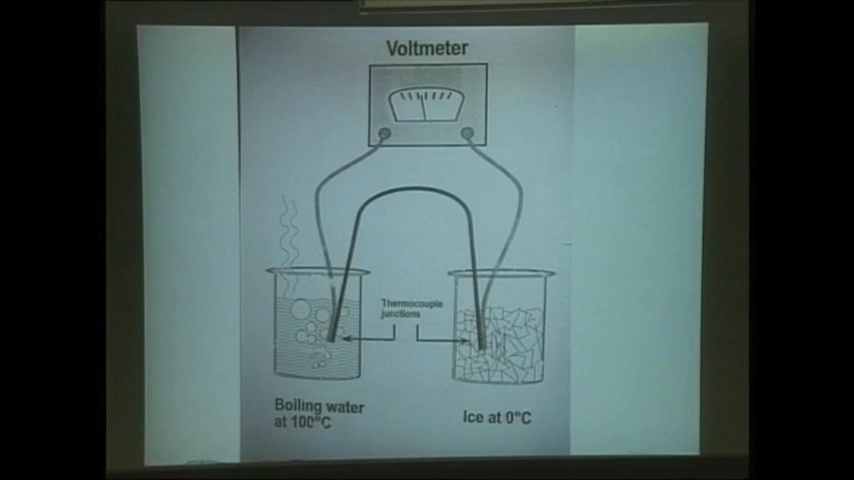 Voltmeter
Thermocouple
junctions
Boiling water
at 100°C
Ice at 0°C